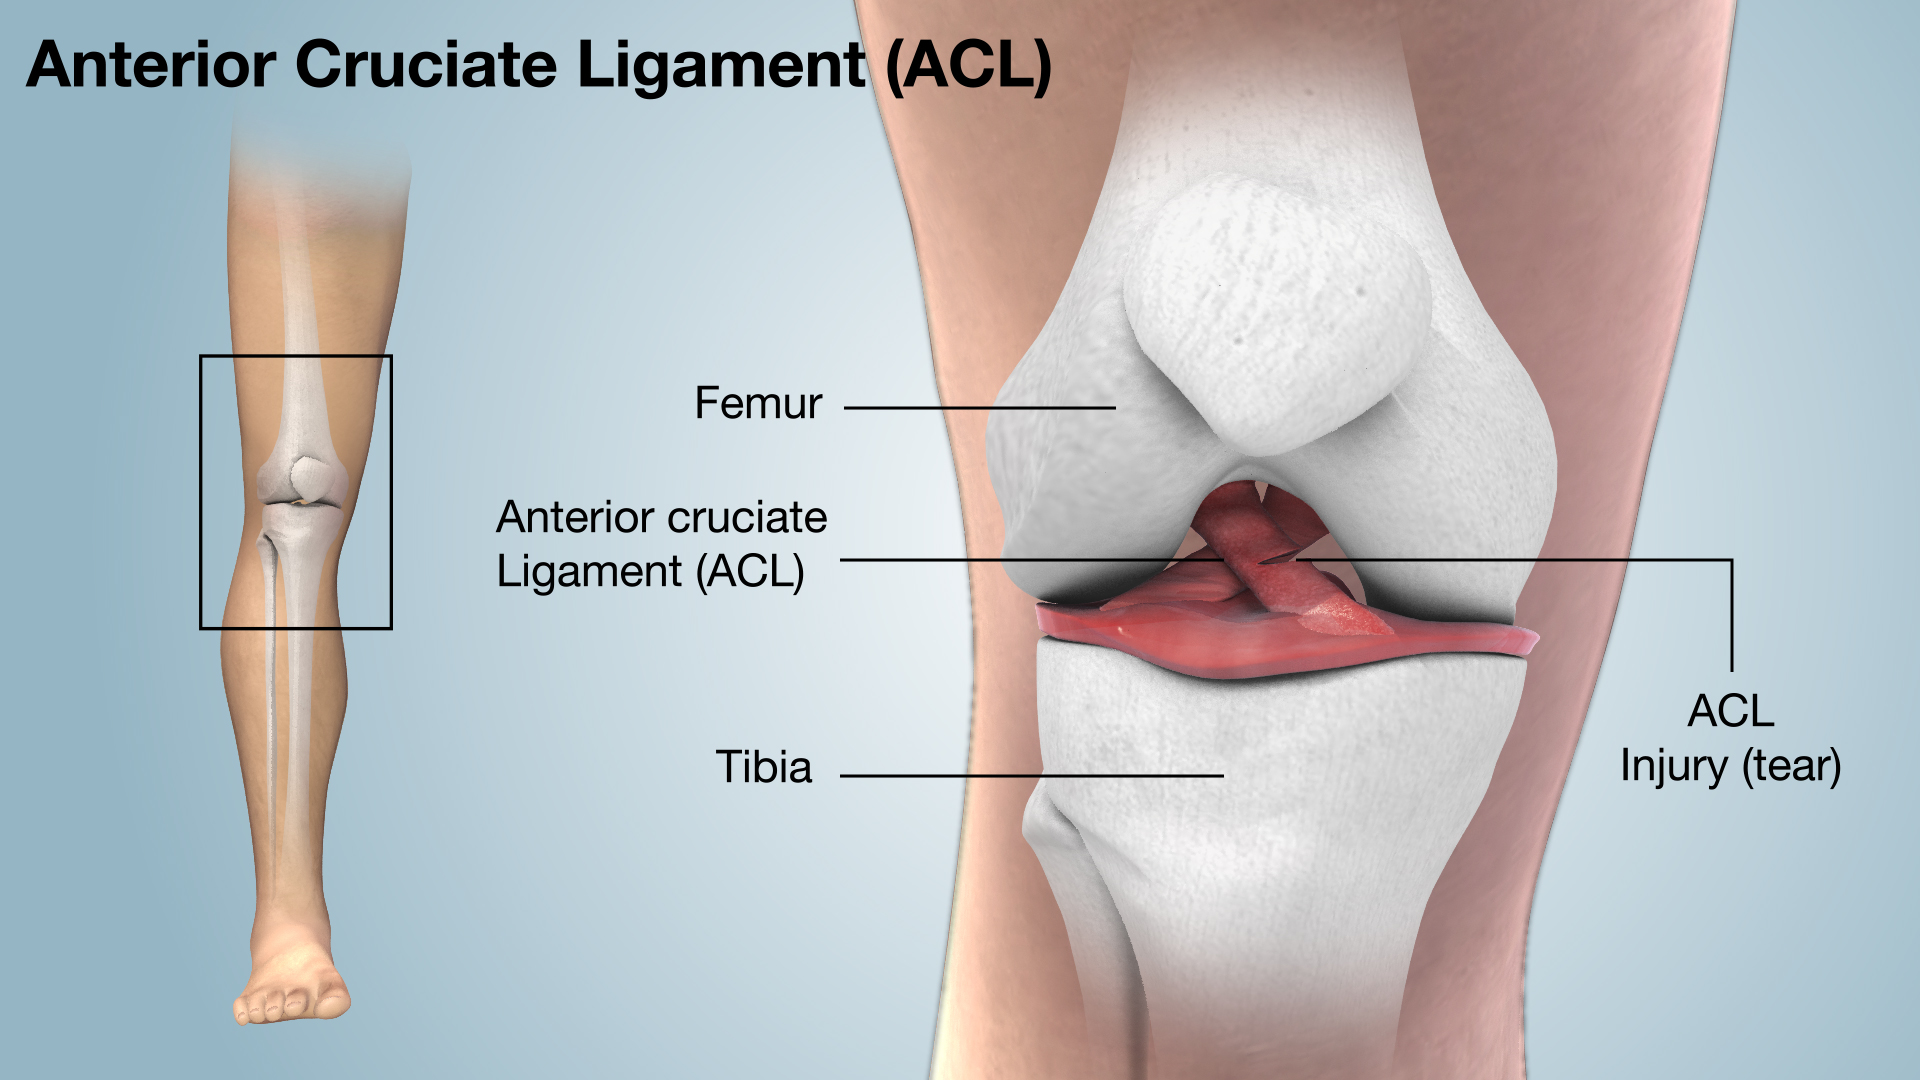 Anterior Cruciate Ligament (ACL)
Femur
Anterior cruciate
Ligament (ACL)
Tibia
ACL
Injury (tear)